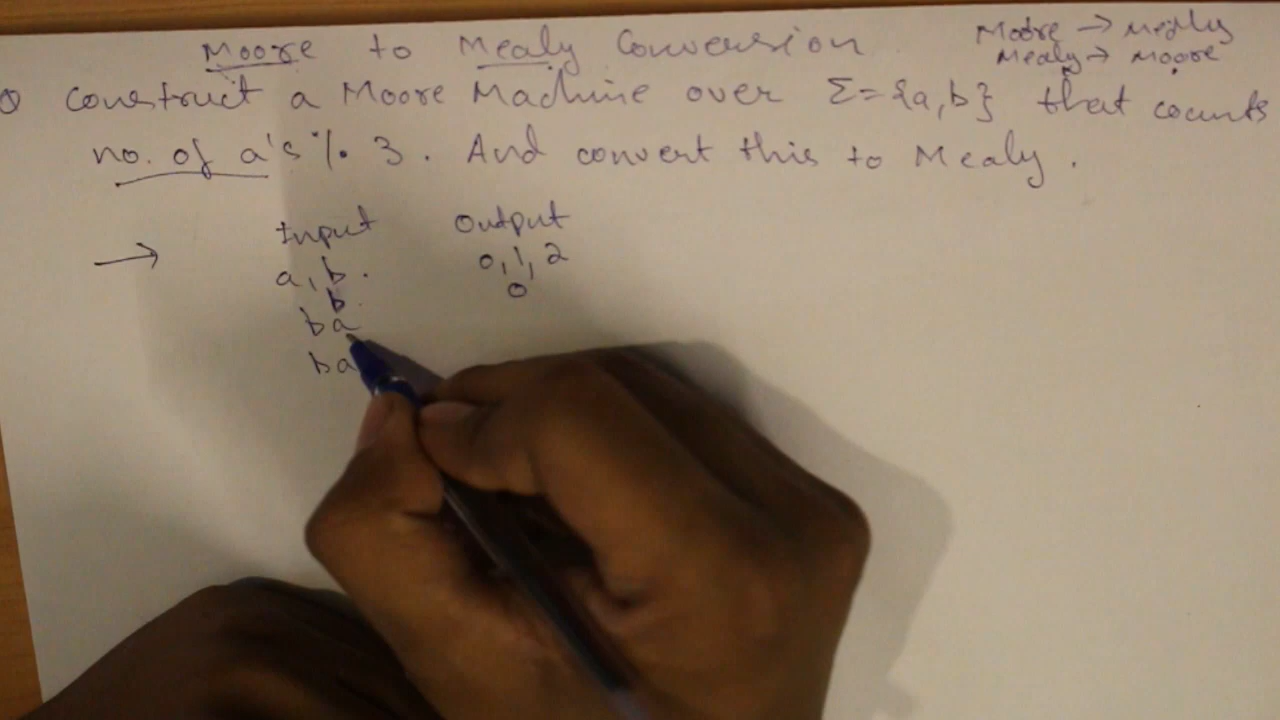 Moore to Mealy Conversion
Moore → Mealy
Mealy → Moore
Q Construct a Moore Machine over Σ={a,b} that counts
no. of a's % 3. And convert this to Mealy.
→ Input Output
a,b. 0,1,2
b. 0
ba
ba